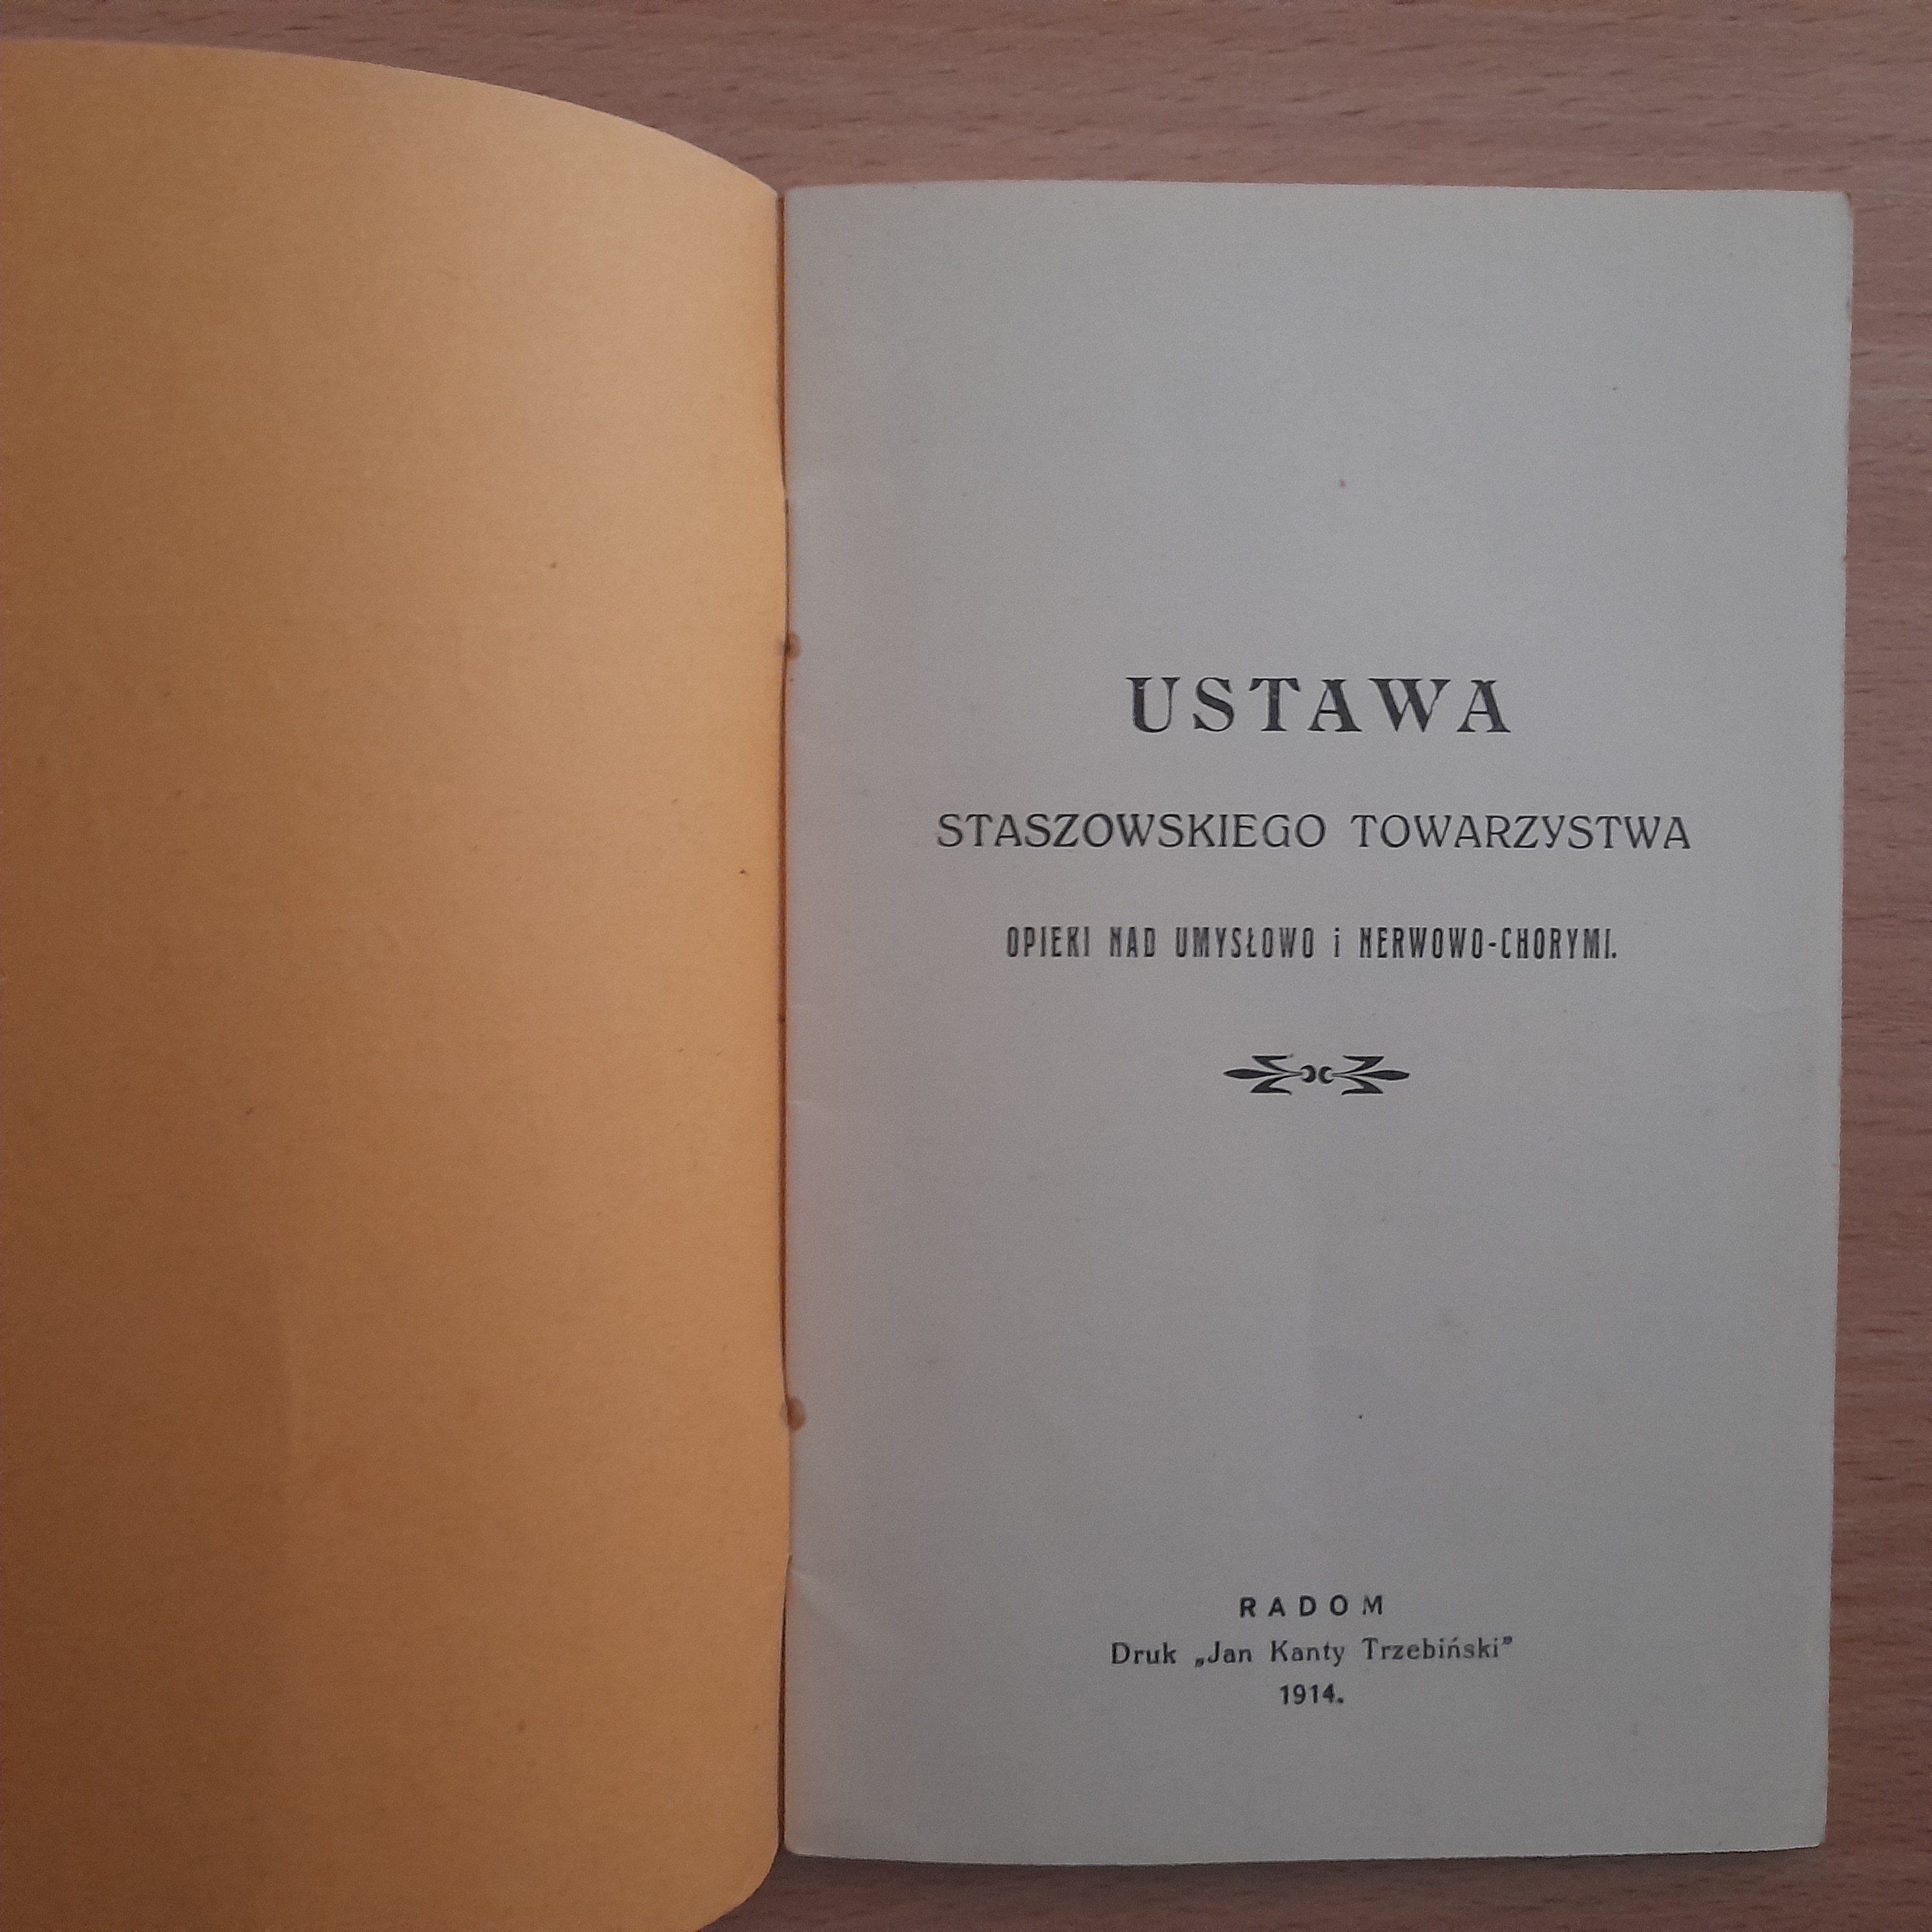 USTAWA
STASZOWSKIEGO TOWARZYSTWA
OPIEKI NAD UMYSŁOWO i NERWOWO-CHORYMI.
RADOM
Druk „Jan Kanty Trzebiński”
1914.